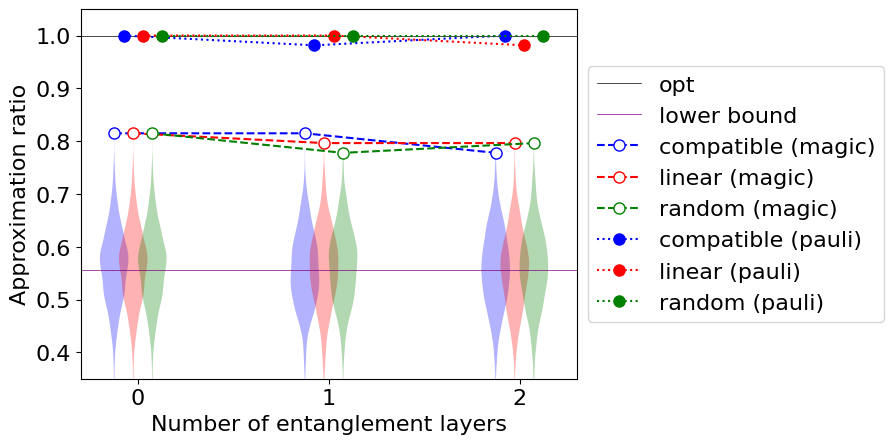 Approximation ratio
1.0
0.9
0.8
0.7
0.6
0.5
0.4
0
1
2
Number of entanglement layers
opt
lower bound
compatible (magic)
linear (magic)
random (magic)
compatible (pauli)
linear (pauli)
random (pauli)